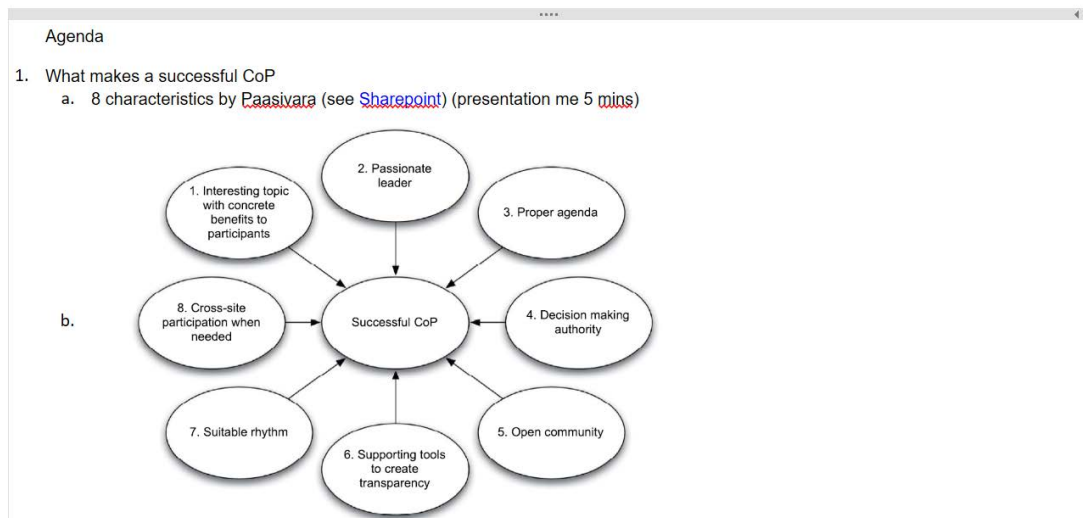 Agenda
1. What makes a successful CoP
a. 8 characteristics by Paasivara (see Sharepoint) (presentation me 5 mins)
b.
1. Interesting topic
with concrete
benefits to
participants
2. Passionate
leader
3. Proper agenda
4. Decision making
authority
5. Open community
6. Supporting tools
to create
transparency
7. Suitable rhythm
8. Cross-site
participation when
needed
Successful CoP